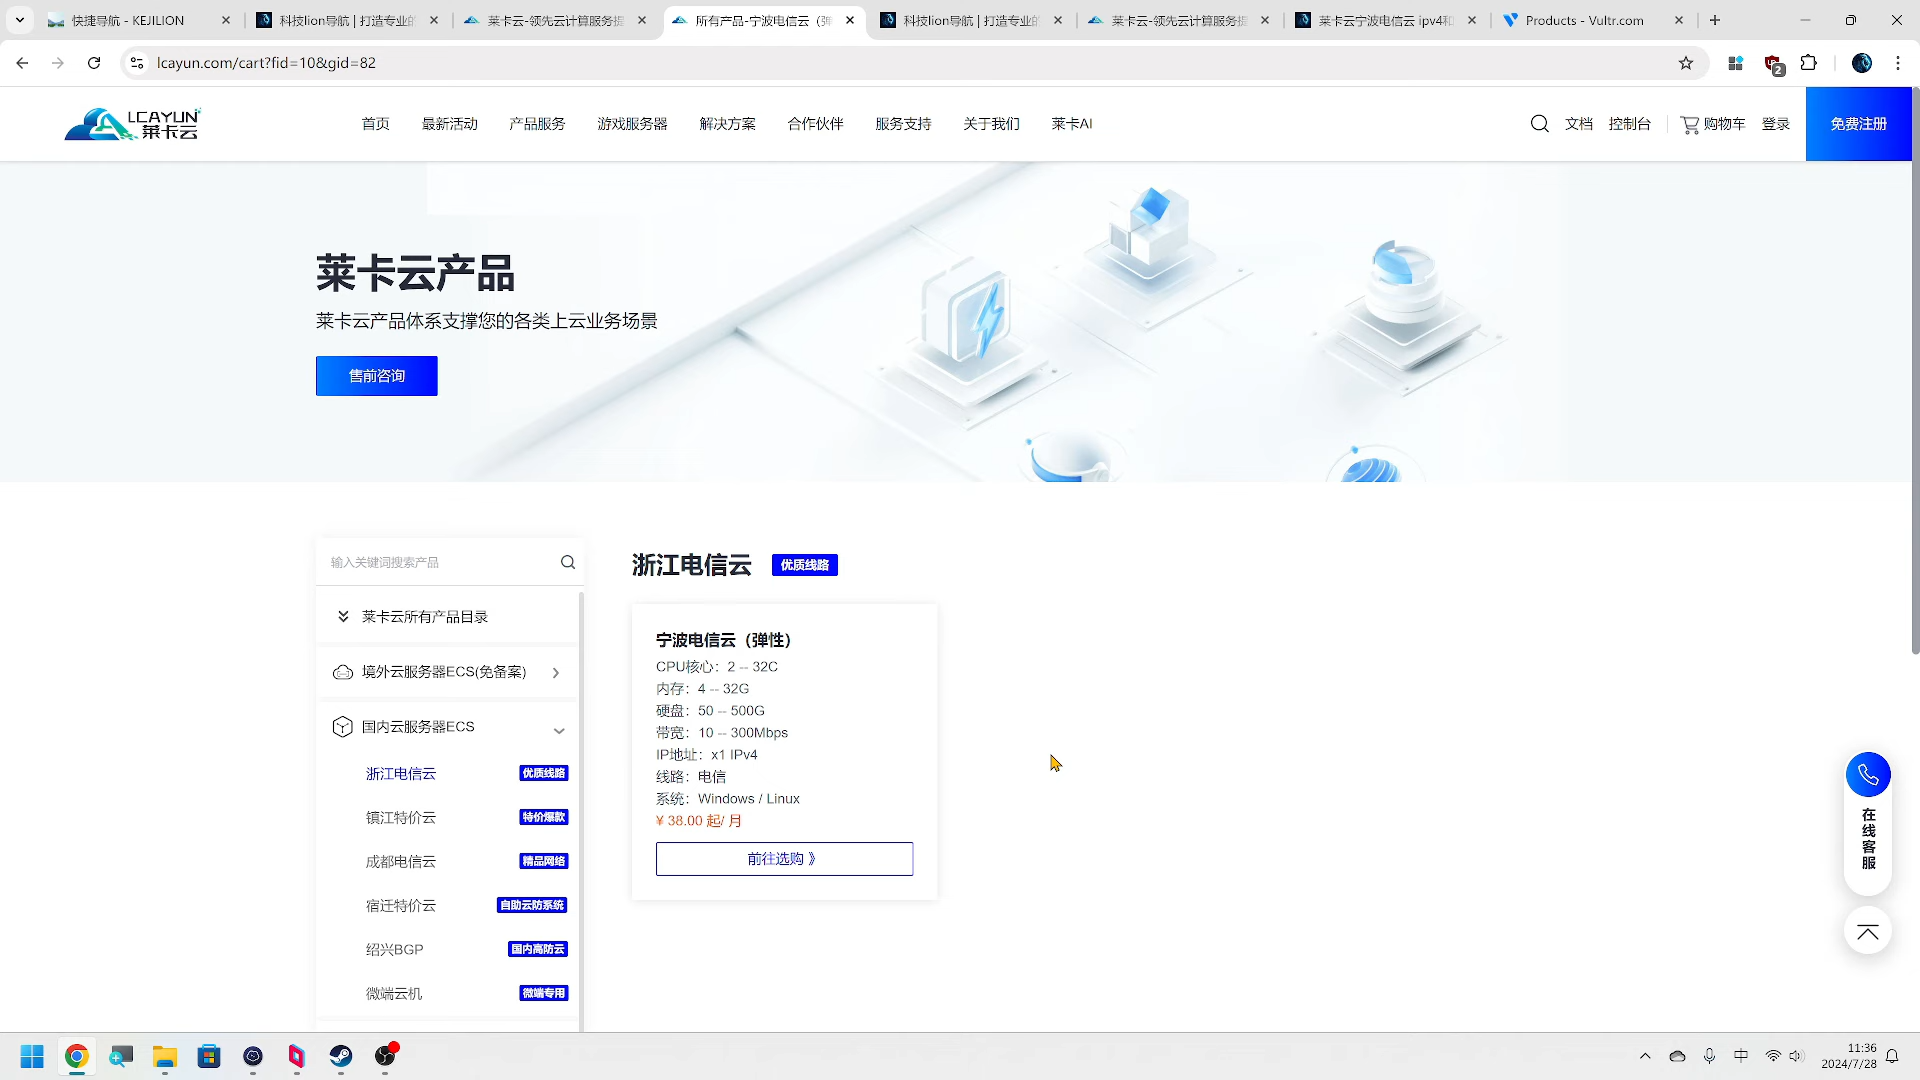 快捷导航 - KEJILION
科技lion导航 | 打造专业的
莱卡云-领先云计算服务提
所有产品-宁波电信云（弹
科技lion导航 | 打造专业的
莱卡云-领先云计算服务提
莱卡云宁波电信云 ipv4和
Products - Vultr.com
lcayun.com/cart?fid=10&gid=82
2
LCAYUN
莱卡云
首页
最新活动
产品服务
游戏服务器
解决方案
合作伙伴
服务支持
关于我们
莱卡AI
文档
控制台
购物车
登录
免费注册
莱卡云产品
莱卡云产品体系支撑您的各类上云业务场景
售前咨询
输入关键词搜索产品
莱卡云所有产品目录
境外云服务器ECS(免备案)
国内云服务器ECS
浙江电信云 优质线路
镇江特价云 特价爆款
成都电信云 精品网络
宿迁特价云 自助云防系统
绍兴BGP 国内高防云
微端云机 微端专用
浙江电信云 优质线路
宁波电信云（弹性）
CPU核心：2 -- 32C
内存：4 -- 32G
硬盘：50 -- 500G
带宽：10 -- 300Mbps
IP地址：x1 IPv4
线路：电信
系统：Windows / Linux
¥ 38.00 起/ 月
前往选购 》
在线客服
中
11:36
2024/7/28